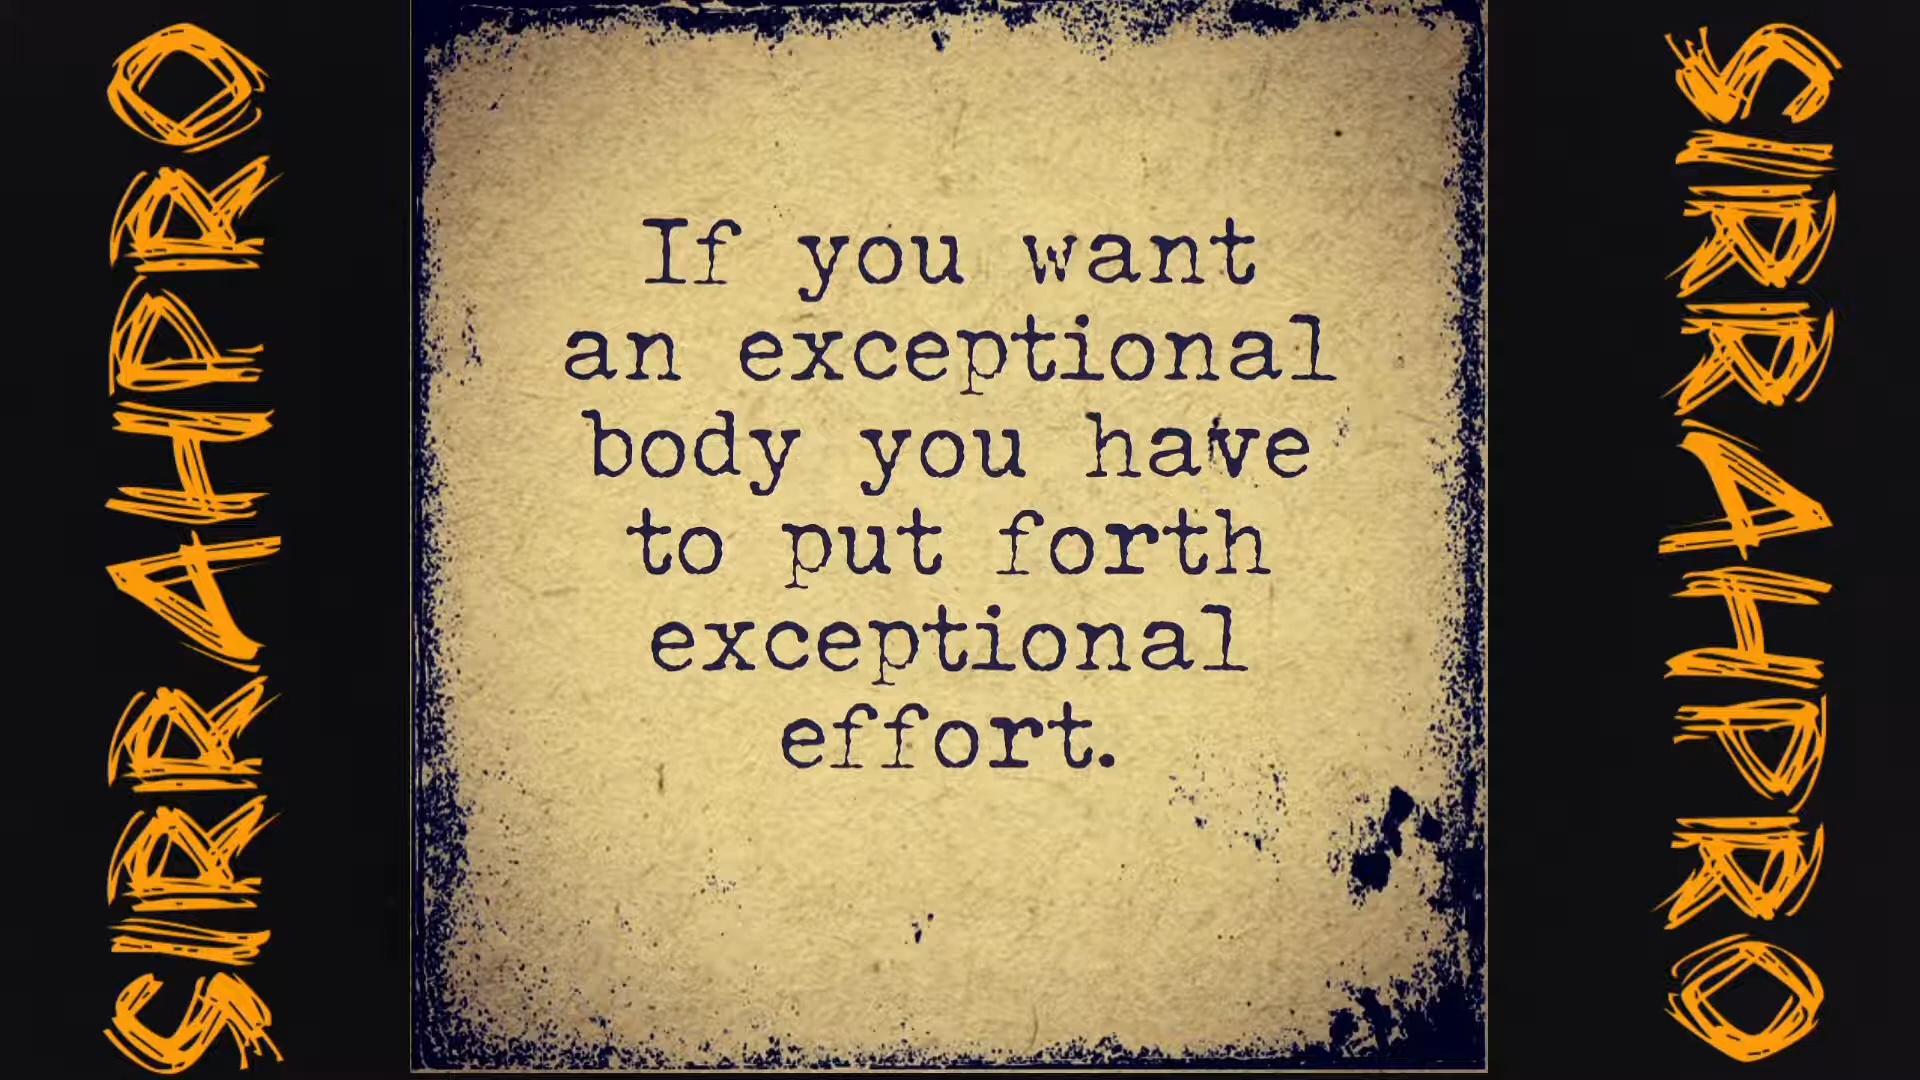 SIRRAHPRO
If you want
an exceptional
body you have
to put forth
exceptional
effort.
SIRRAHPRO